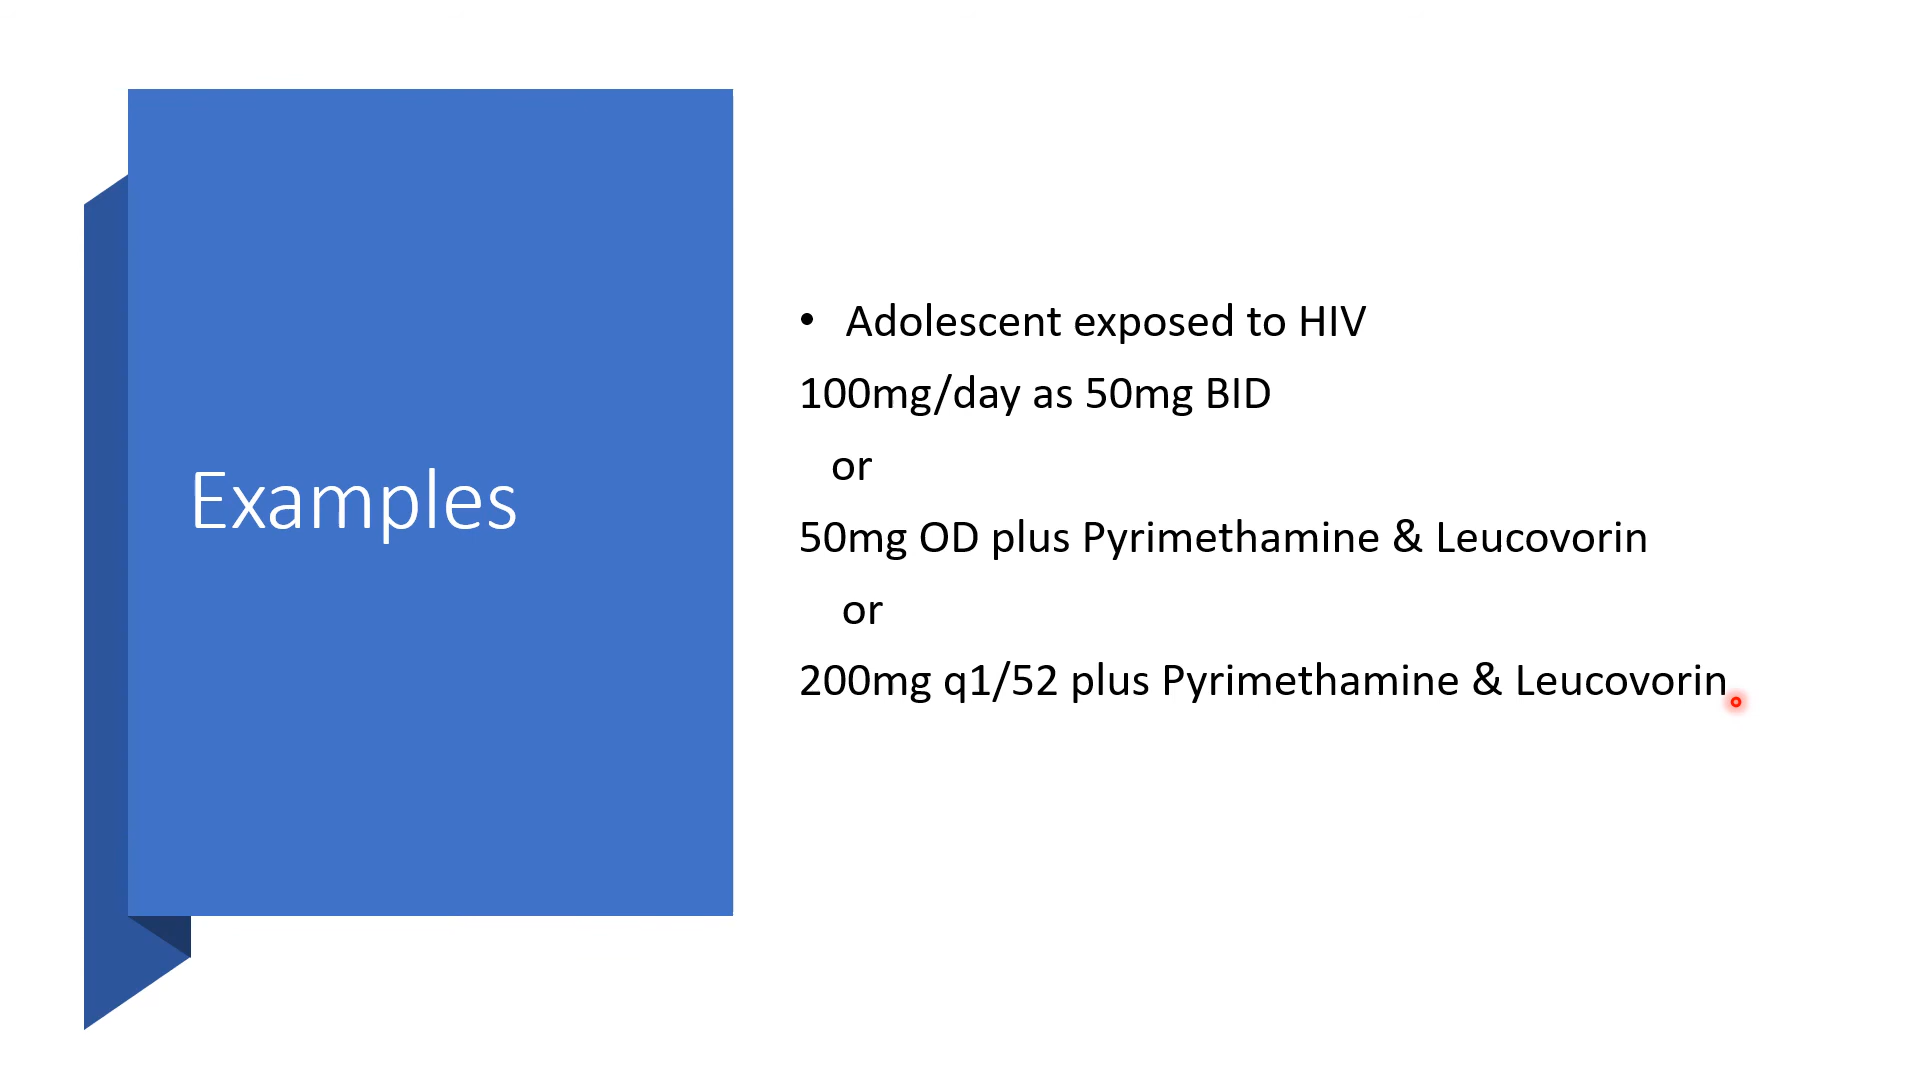 Examples
• Adolescent exposed to HIV
100mg/day as 50mg BID
or
50mg OD plus Pyrimethamine & Leucovorin
or
200mg q1/52 plus Pyrimethamine & Leucovorin